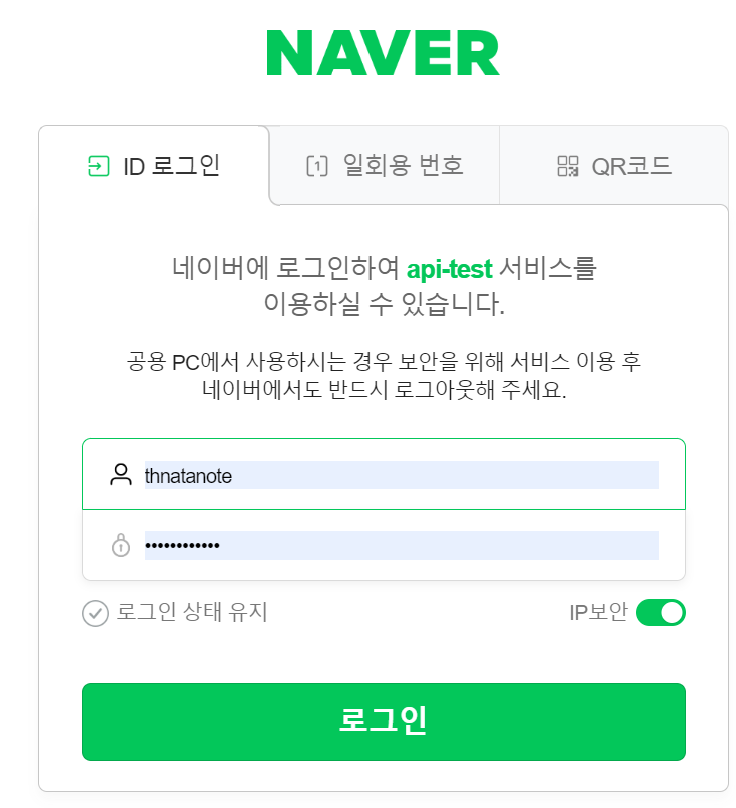 NAVER
ID 로그인
일회용 번호
QR코드
네이버에 로그인하여 api-test 서비스를
이용하실 수 있습니다.
공용 PC에서 사용하시는 경우 보안을 위해 서비스 이용 후
네이버에서도 반드시 로그아웃해 주세요.
thnatanote
••••••••••••
로그인 상태 유지
IP보안
로그인